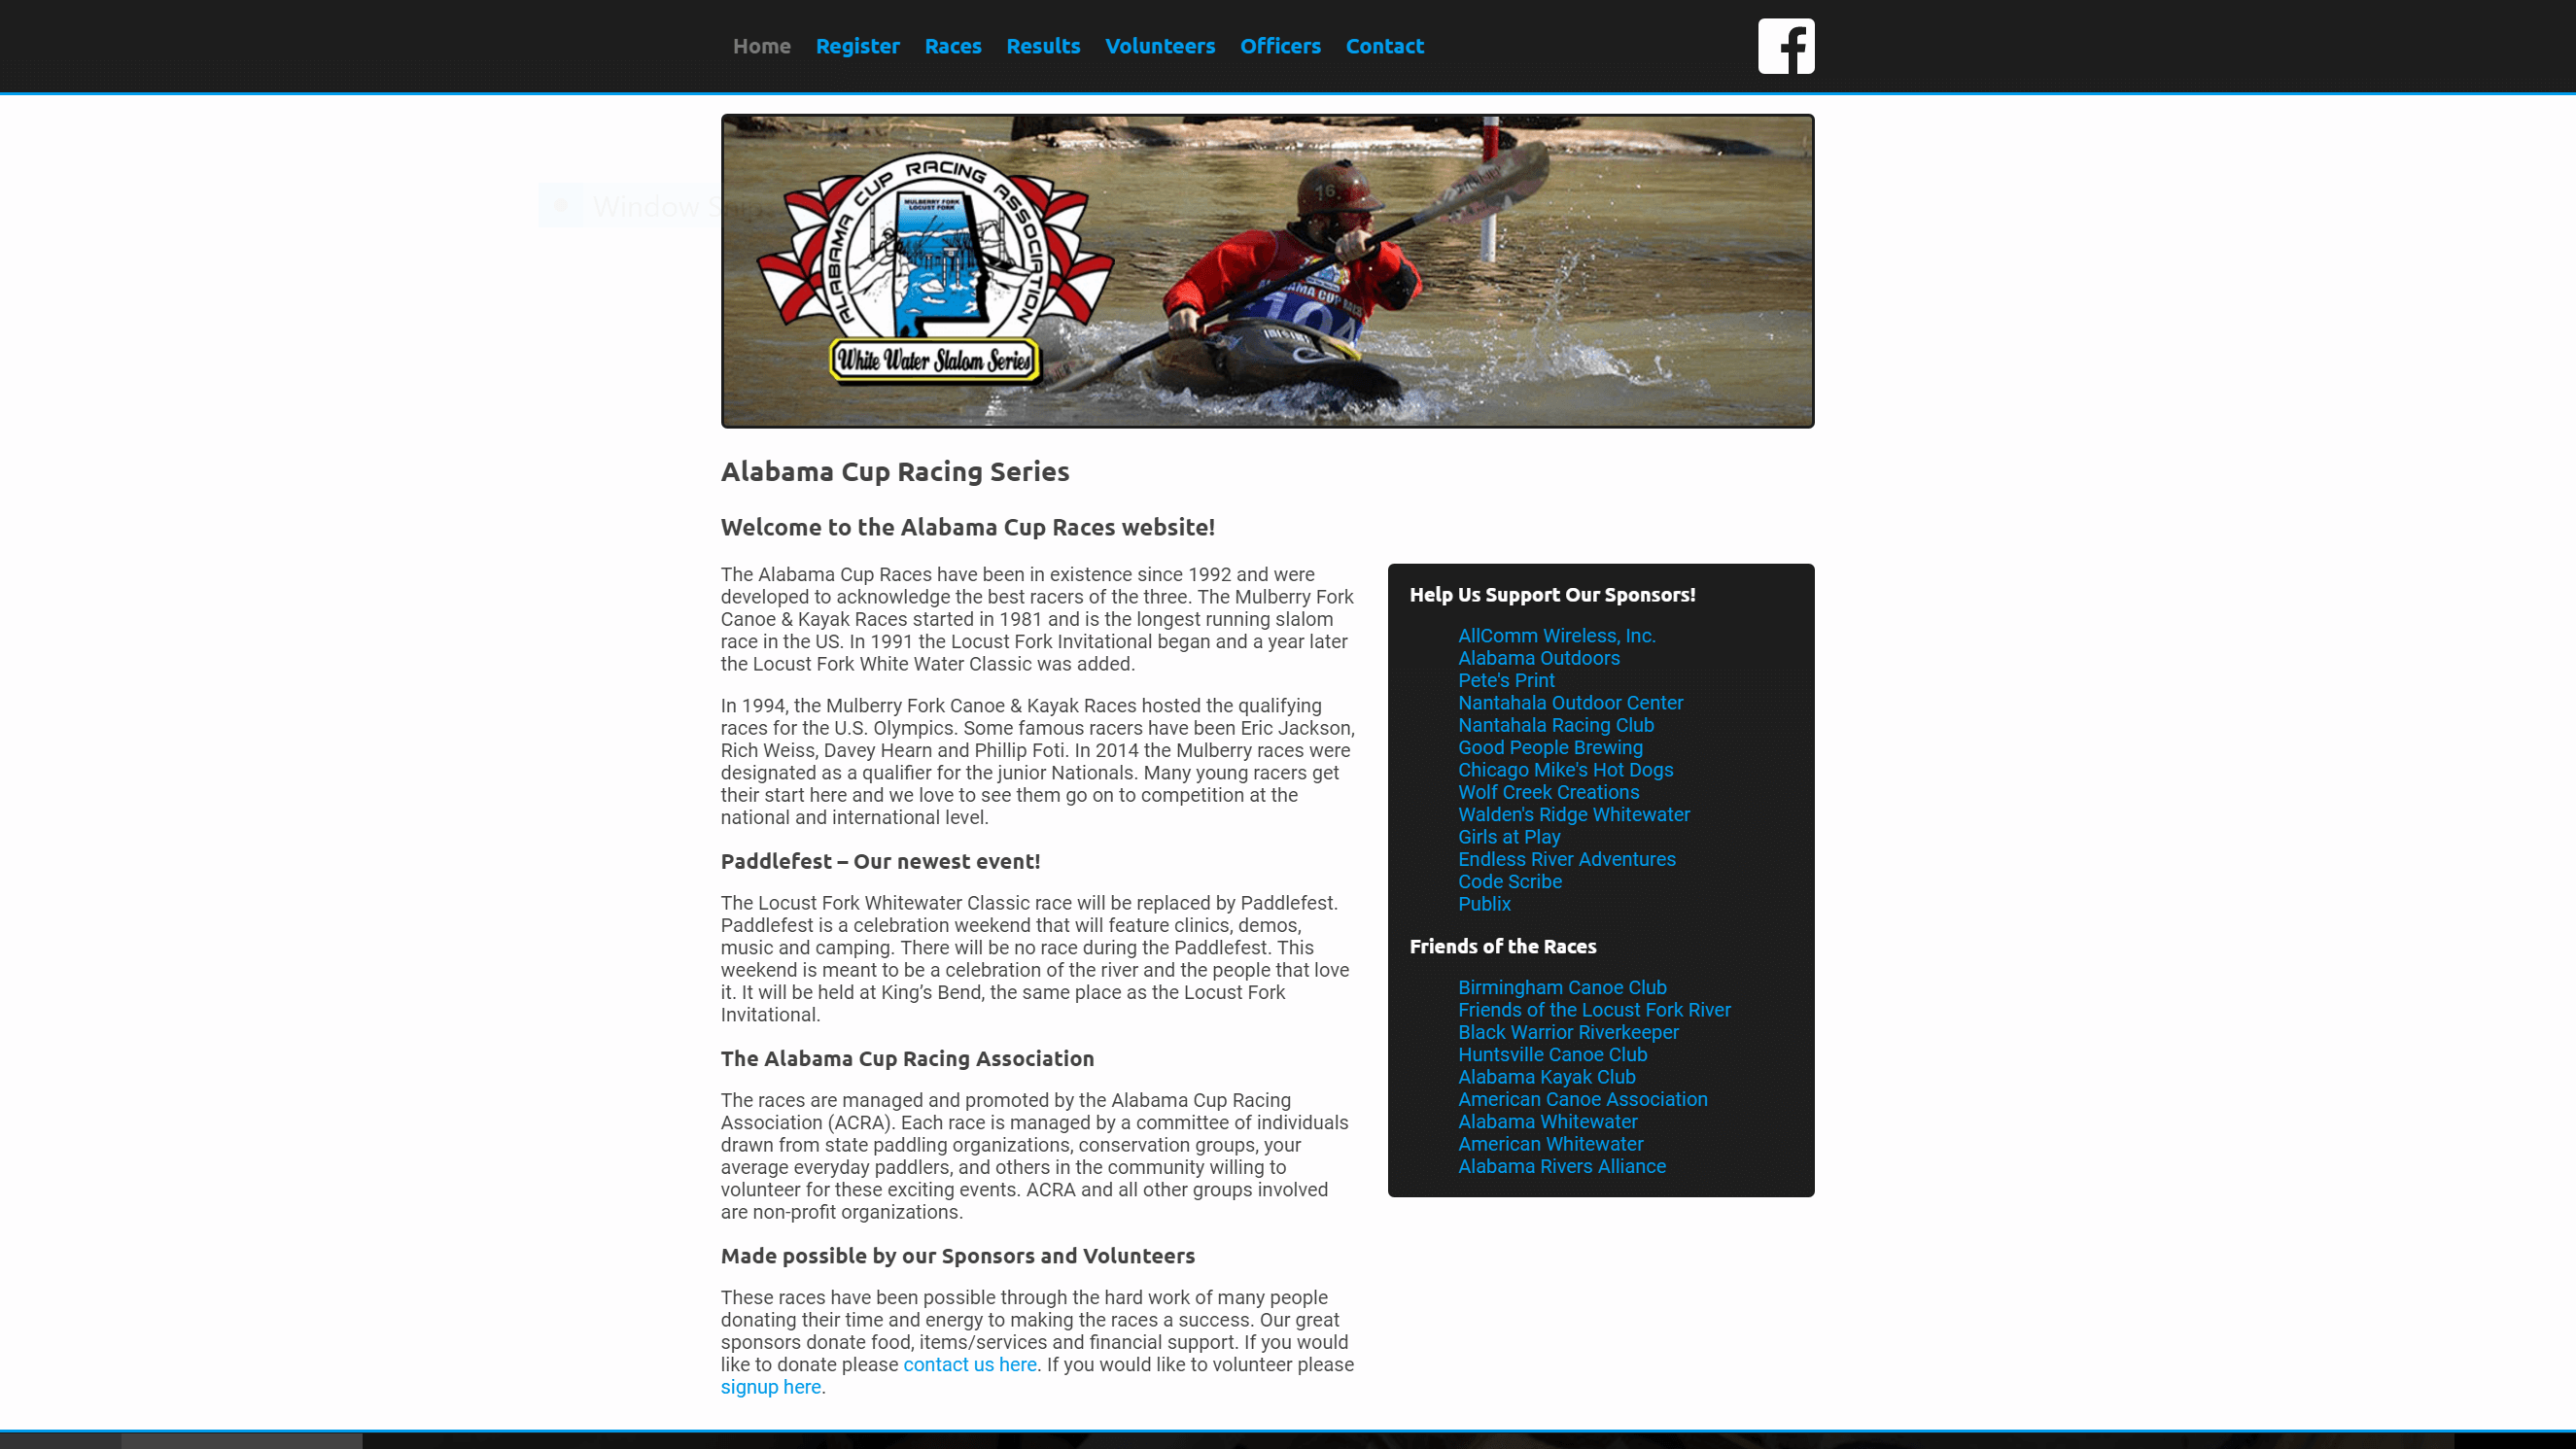 Home Register Races Results Volunteers Officers Contact
Window Snip
ALABAMA CUP RACING ASSOCIATION
MULBERRY FORK
LOCUST FORK
White Water Slalom Series
16
ALABAMA CUP RACES
104
Alabama Cup Racing Series
Welcome to the Alabama Cup Races website!
The Alabama Cup Races have been in existence since 1992 and were
developed to acknowledge the best racers of the three. The Mulberry Fork
Canoe & Kayak Races started in 1981 and is the longest running slalom
race in the US. In 1991 the Locust Fork Invitational began and a year later
the Locust Fork White Water Classic was added.
In 1994, the Mulberry Fork Canoe & Kayak Races hosted the qualifying
races for the U.S. Olympics. Some famous racers have been Eric Jackson,
Rich Weiss, Davey Hearn and Phillip Foti. In 2014 the Mulberry races were
designated as a qualifier for the junior Nationals. Many young racers get
their start here and we love to see them go on to competition at the
national and international level.
Paddlefest – Our newest event!
The Locust Fork Whitewater Classic race will be replaced by Paddlefest.
Paddlefest is a celebration weekend that will feature clinics, demos,
music and camping. There will be no race during the Paddlefest. This
weekend is meant to be a celebration of the river and the people that love
it. It will be held at King’s Bend, the same place as the Locust Fork
Invitational.
The Alabama Cup Racing Association
The races are managed and promoted by the Alabama Cup Racing
Association (ACRA). Each race is managed by a committee of individuals
drawn from state paddling organizations, conservation groups, your
average everyday paddlers, and others in the community willing to
volunteer for these exciting events. ACRA and all other groups involved
are non-profit organizations.
Made possible by our Sponsors and Volunteers
These races have been possible through the hard work of many people
donating their time and energy to making the races a success. Our great
sponsors donate food, items/services and financial support. If you would
like to donate please contact us here. If you would like to volunteer please
signup here.
Help Us Support Our Sponsors!
AllComm Wireless, Inc.
Alabama Outdoors
Pete's Print
Nantahala Outdoor Center
Nantahala Racing Club
Good People Brewing
Chicago Mike's Hot Dogs
Wolf Creek Creations
Walden's Ridge Whitewater
Girls at Play
Endless River Adventures
Code Scribe
Publix
Friends of the Races
Birmingham Canoe Club
Friends of the Locust Fork River
Black Warrior Riverkeeper
Huntsville Canoe Club
Alabama Kayak Club
American Canoe Association
Alabama Whitewater
American Whitewater
Alabama Rivers Alliance